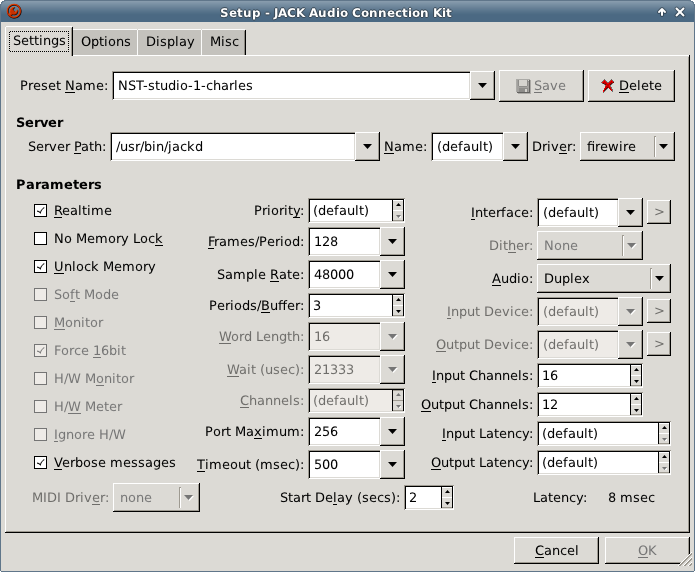 Setup - JACK Audio Connection Kit
Settings Options Display Misc
Preset Name: NST-studio-1-charles Save Delete
Server
Server Path: /usr/bin/jackd Name: (default) Driver: firewire
Parameters
Realtime Priority: (default) Interface: (default) >
No Memory Lock Frames/Period: 128 Dither: None
Unlock Memory Sample Rate: 48000 Audio: Duplex
Soft Mode Periods/Buffer: 3 Input Device: (default) >
Monitor Word Length: 16 Output Device: (default) >
Force 16bit Wait (usec): 21333 Input Channels: 16
H/W Monitor Channels: (default) Output Channels: 12
H/W Meter Port Maximum: 256 Input Latency: (default)
Ignore H/W Timeout (msec): 500 Output Latency: (default)
Verbose messages
MIDI Driver: none Start Delay (secs): 2 Latency: 8 msec
Cancel OK